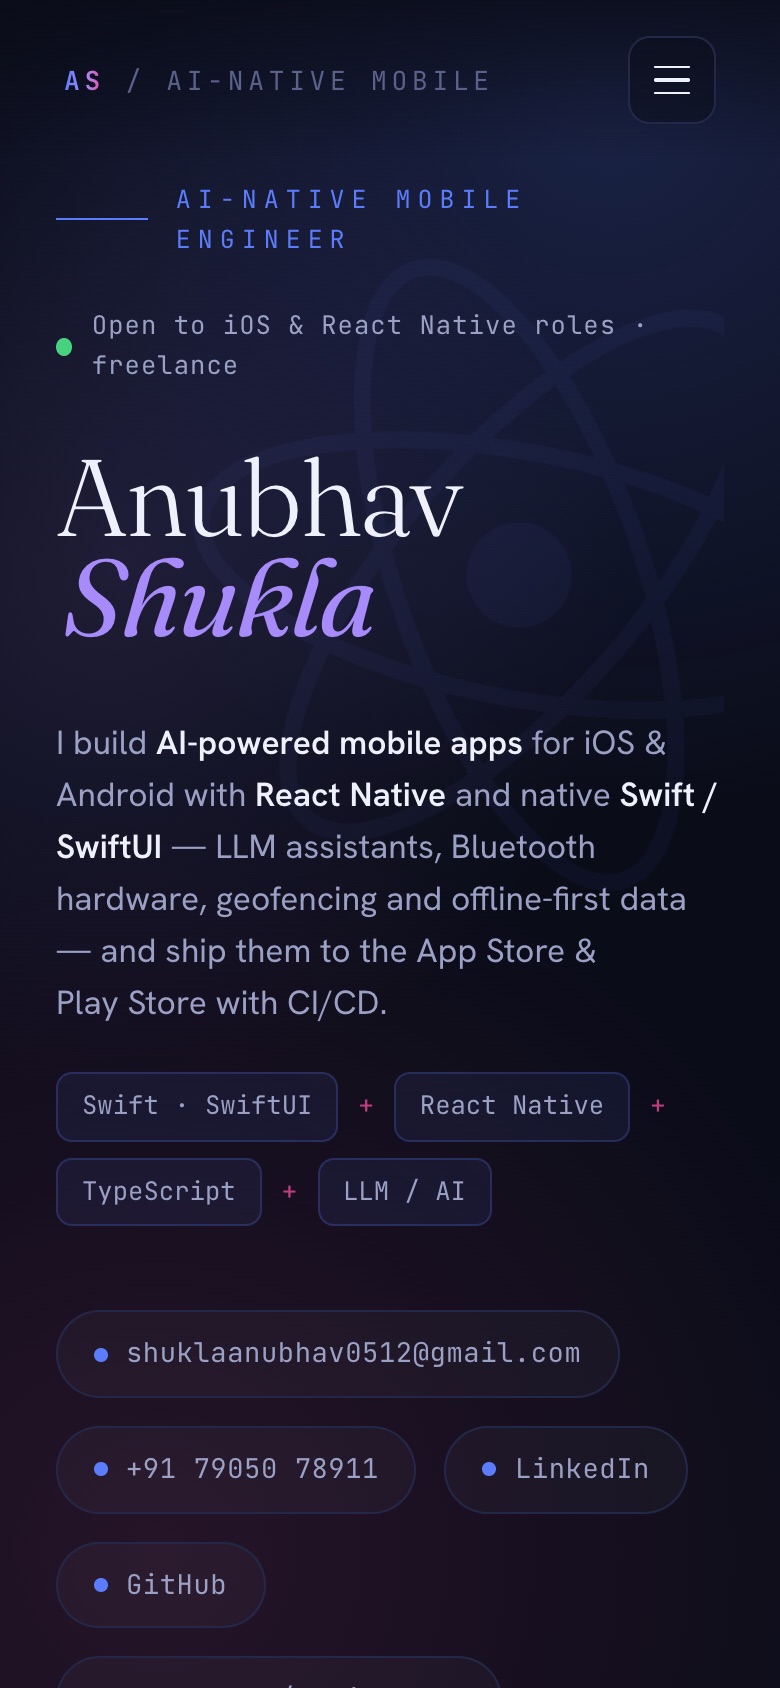 AS / AI-NATIVE MOBILE
AI-NATIVE MOBILE
ENGINEER
Open to iOS & React Native roles ·
freelance
Anubhav
Shukla
I build AI-powered mobile apps for iOS &
Android with React Native and native Swift /
SwiftUI — LLM assistants, Bluetooth
hardware, geofencing and offline-first data
— and ship them to the App Store &
Play Store with CI/CD.
Swift · SwiftUI + React Native +
TypeScript + LLM / AI
shuklaanubhav0512@gmail.com
+91 79050 78911 LinkedIn
GitHub